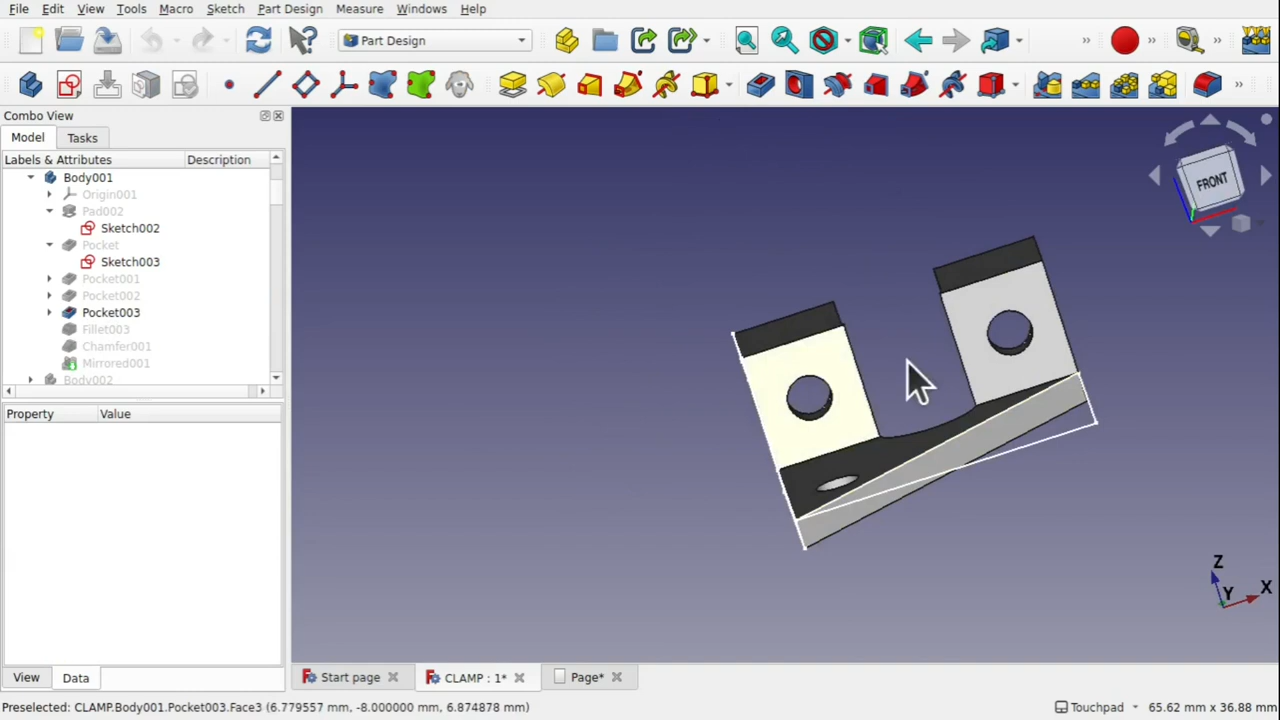 File Edit View Tools Macro Sketch Part Design Measure Windows Help
Part Design
Combo View
Model Tasks
Labels & Attributes Description
Body001
Origin001
Pad002
Sketch002
Pocket
Sketch003
Pocket001
Pocket002
Pocket003
Fillet003
Chamfer001
Mirrored001
Body002
Property Value
FRONT
Z
Y X
View Data
Start page CLAMP : 1* Page*
Preselected: CLAMP.Body001.Pocket003.Face3 (6.779557 mm, -8.000000 mm, 6.874878 mm) Touchpad 65.62 mm x 36.88 mm